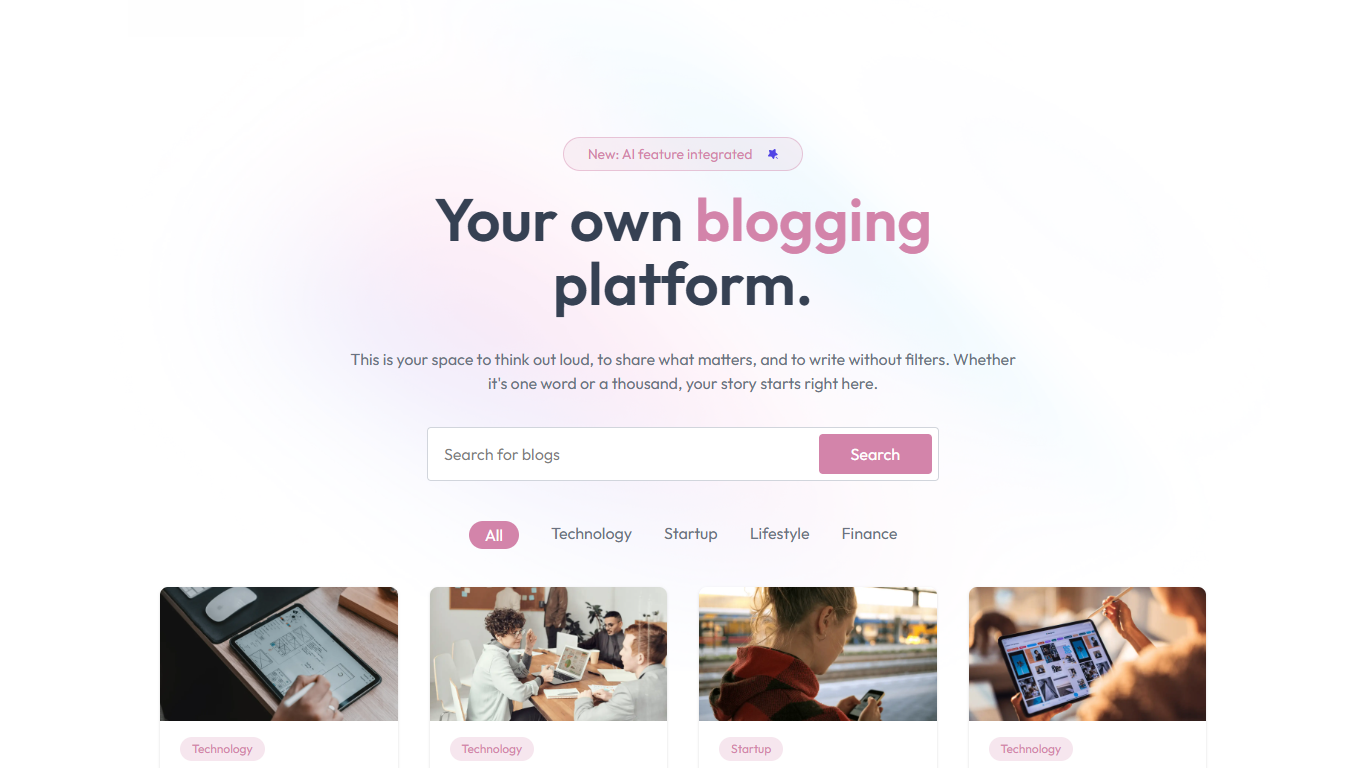 New: AI feature integrated
Your own blogging
platform.
This is your space to think out loud, to share what matters, and to write without filters. Whether
it's one word or a thousand, your story starts right here.
Search for blogs
Search
All
Technology
Startup
Lifestyle
Finance
Technology
Technology
Startup
Technology